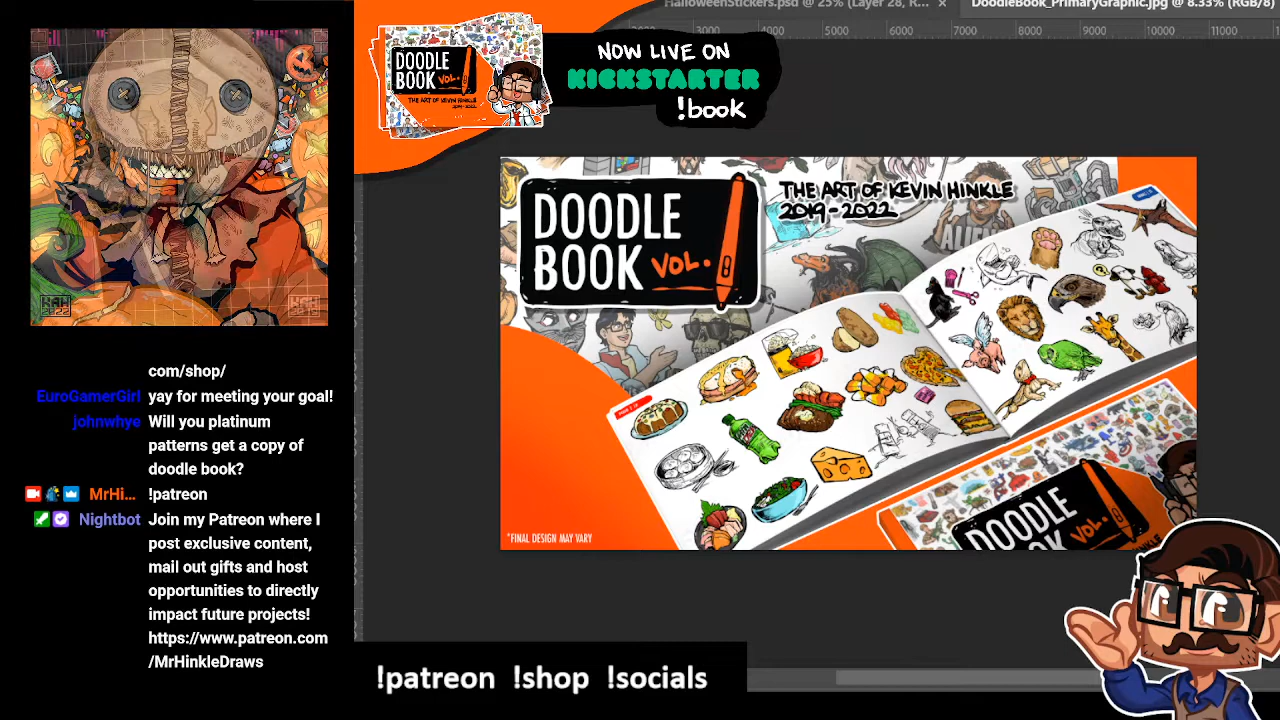 HalloweenStickers.psd @ 25% (Layer 28, R... ×
DoodleBook_PrimaryGraphic.jpg @ 8.33% (RGB/8)
3000 4000 5000 6000 7000 8000 9000 10000 11000
DOODLE
BOOK VOL.
THE ART OF KEVIN HINKLE
2019-2022
NOW LIVE ON
KICKSTARTER
!book
DOODLE
BOOK VOL.
THE ART OF KEVIN HINKLE
2019-2022
ALIEN
*FINAL DESIGN MAY VARY
DOODLE
BOOK VOL.
com/shop/
EuroGamerGirl yay for meeting your goal!
johnwhye Will you platinum
patterns get a copy of
doodle book?
MrHi... !patreon
Nightbot Join my Patreon where I
post exclusive content,
mail out gifts and host
opportunities to directly
impact future projects!
https://www.patreon.com
/MrHinkleDraws
!patreon !shop !socials